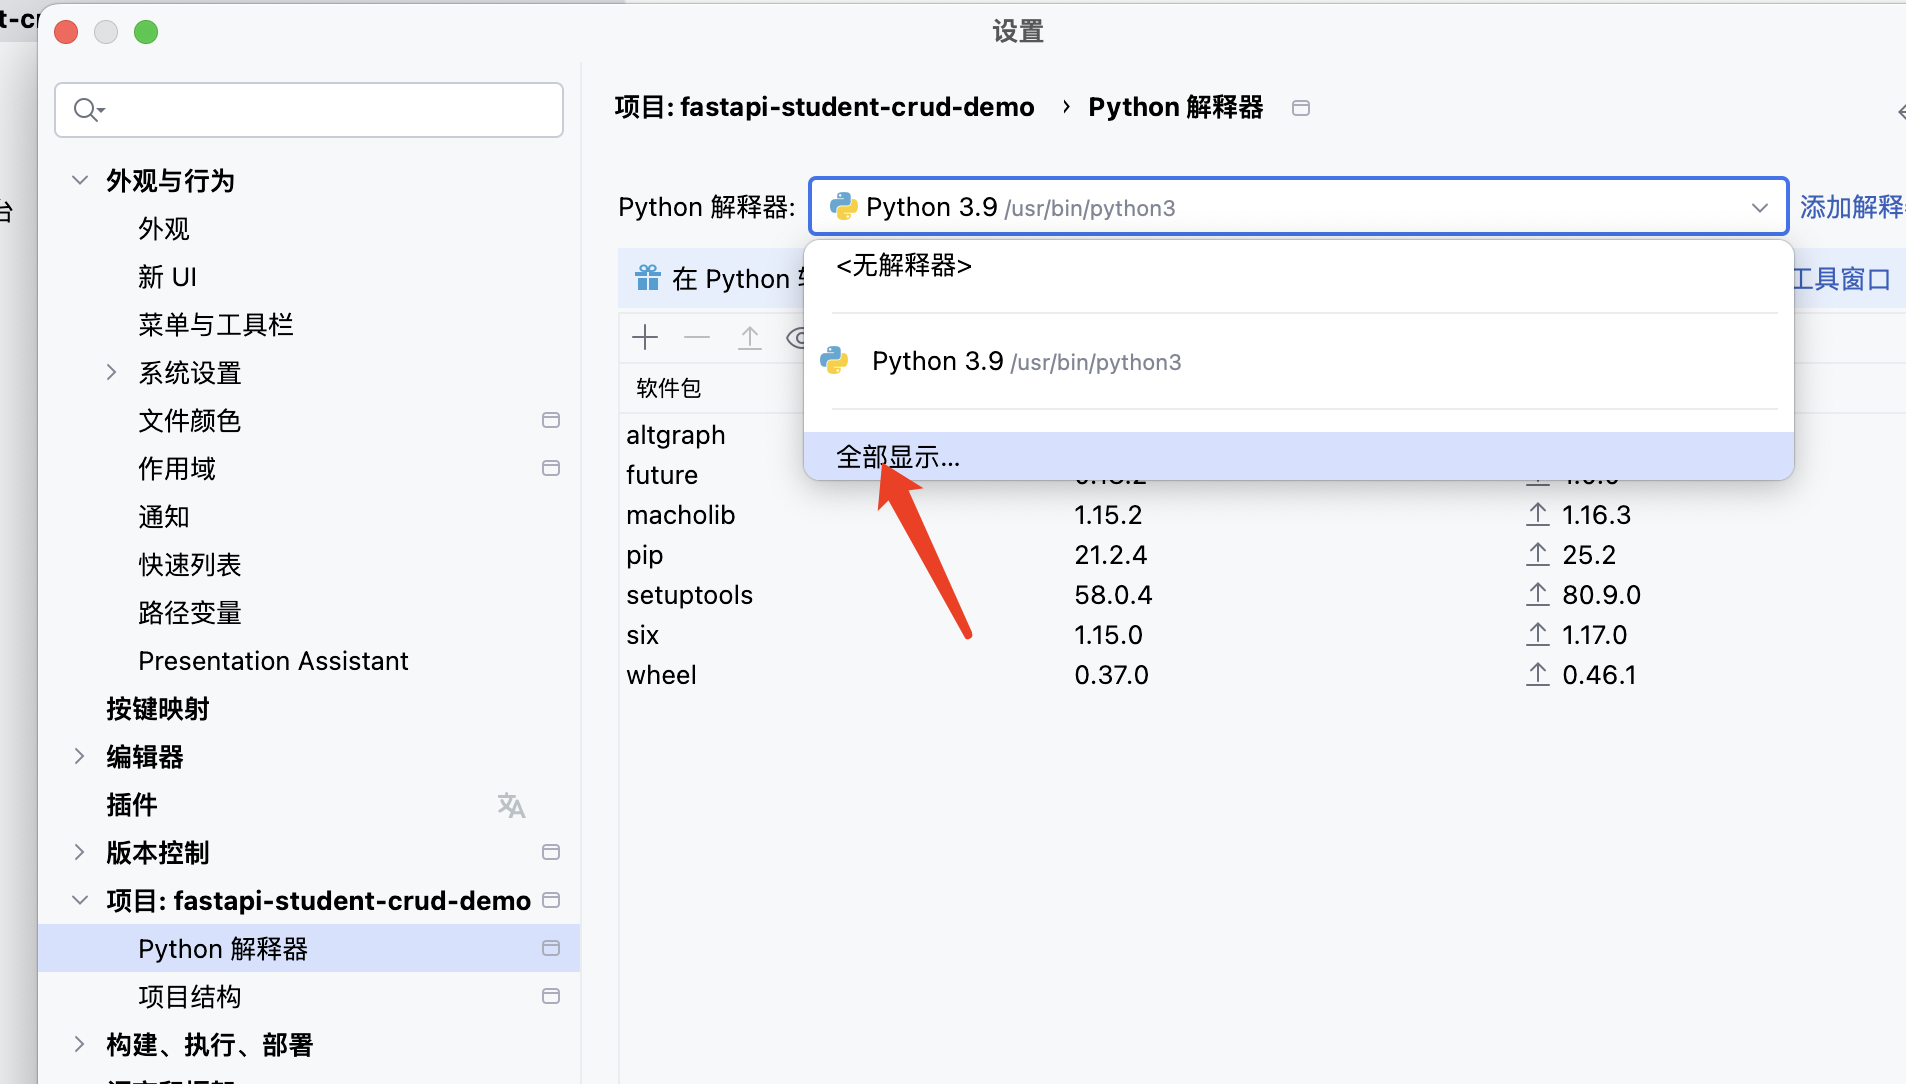 设置
项目: fastapi-student-crud-demo › Python 解释器
外观与行为
外观
新 UI
菜单与工具栏
系统设置
文件颜色
作用域
通知
快速列表
路径变量
Presentation Assistant
按键映射
编辑器
插件
版本控制
项目: fastapi-student-crud-demo
Python 解释器
项目结构
构建、执行、部署
Python 解释器: Python 3.9 /usr/bin/python3
添加解释
<无解释器>
在 Python
工具窗口
Python 3.9 /usr/bin/python3
软件包
全部显示...
altgraph
future
macholib 1.15.2 1.16.3
pip 21.2.4 25.2
setuptools 58.0.4 80.9.0
six 1.15.0 1.17.0
wheel 0.37.0 0.46.1